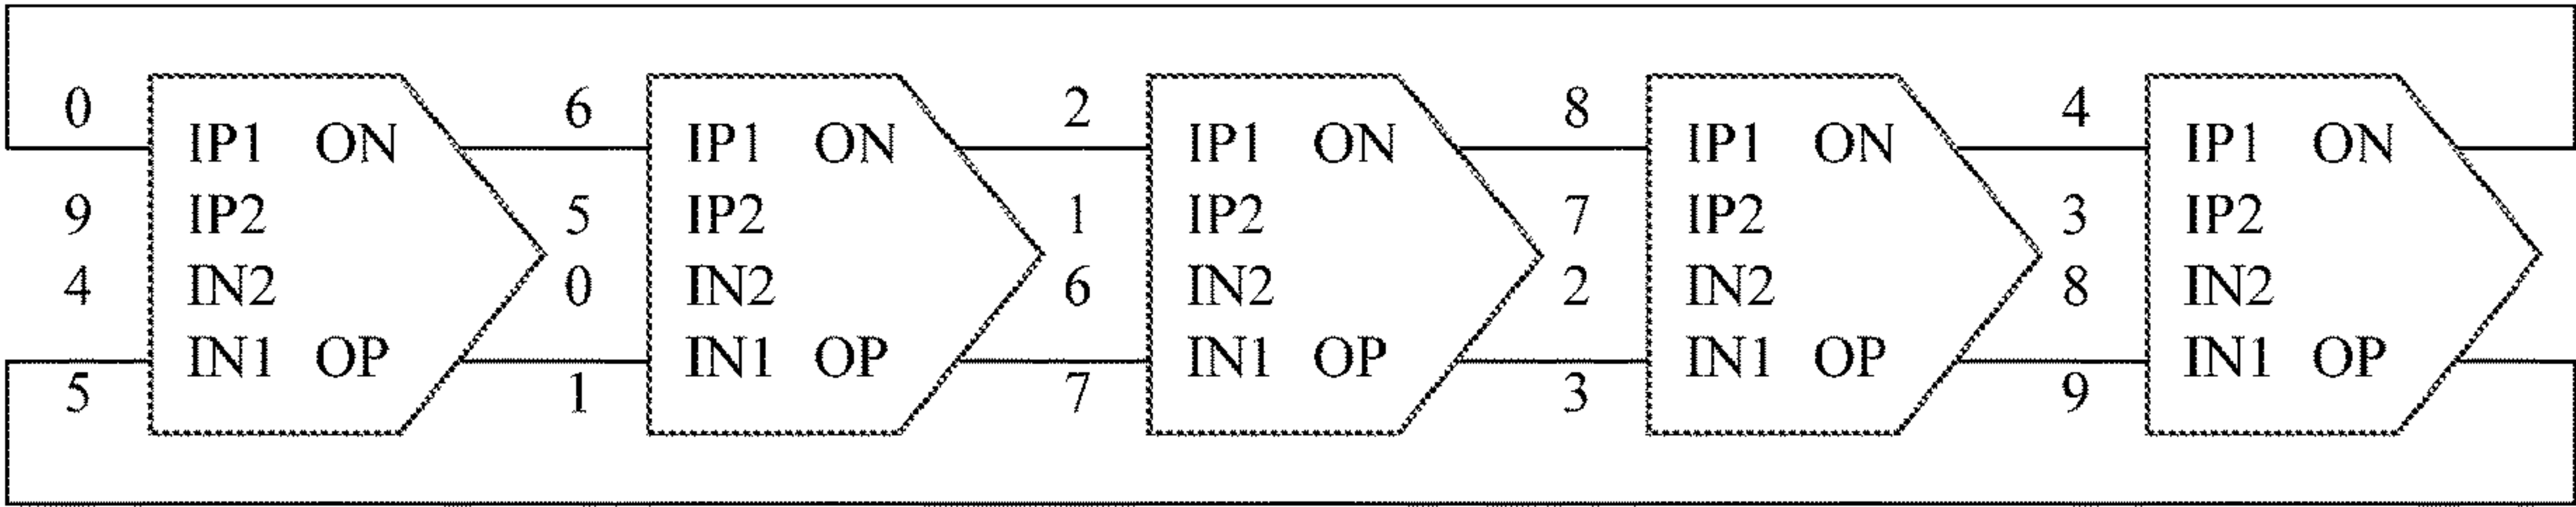 0 6 2 8 4
IP1 ON IP1 ON IP1 ON IP1 ON IP1 ON
9 IP2 5 IP2 1 IP2 7 IP2 3 IP2
4 IN2 0 IN2 6 IN2 2 IN2 8 IN2
IN1 OP IN1 OP IN1 OP IN1 OP IN1 OP
5 1 7 3 9